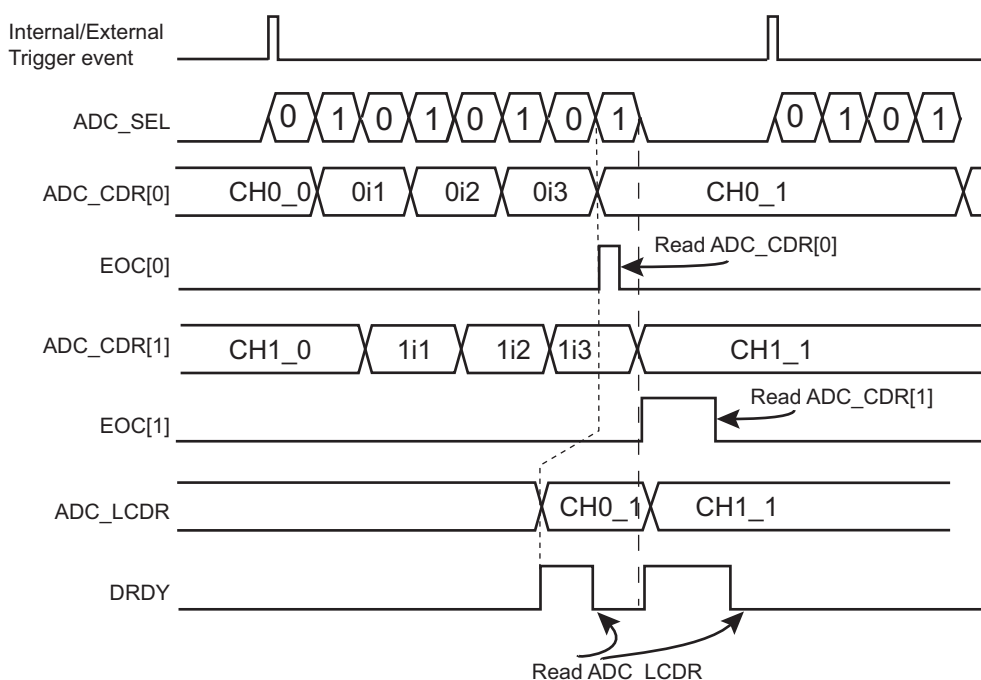 Internal/External
Trigger event
ADC_SEL
0 1 0 1 0 1 0 1 0 1 0 1
ADC_CDR[0]
CH0_0 0i1 0i2 0i3 CH0_1
Read ADC_CDR[0]
EOC[0]
ADC_CDR[1]
CH1_0 1i1 1i2 1i3 CH1_1
Read ADC_CDR[1]
EOC[1]
ADC_LCDR
CH0_1 CH1_1
DRDY
Read ADC_LCDR